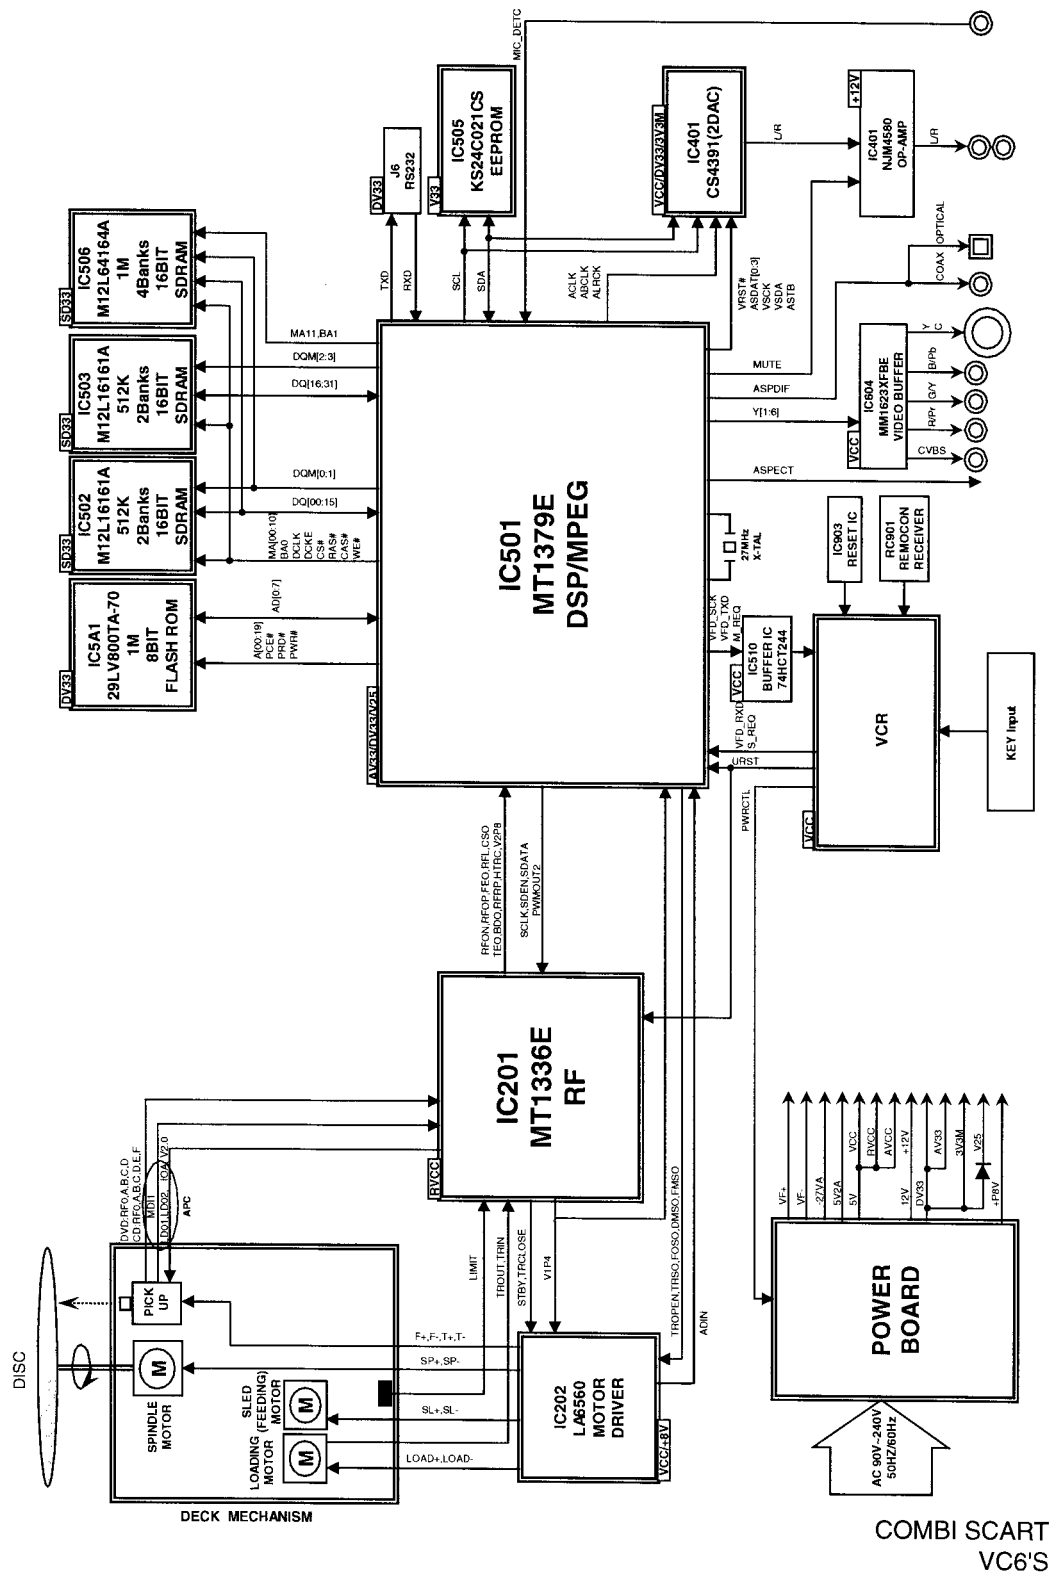 MIC_DETC
IC505
KS24C021CS
EEPROM
V33
J6
RS232
DV33
IC401
CS4391(2DAC)
VCC/DV33/3V3M
L/R
+12V
IC401
NJM4580
OP-AMP
L/R
OPTICAL
COAX
IC506
M12L64164A
1M
4Banks
16BIT
SDRAM
SD33
IC503
M12L16161A
512K
2Banks
16BIT
SDRAM
SD33
IC502
M12L16161A
512K
2Banks
16BIT
SDRAM
SD33
IC5A1
29LV800TA-70
1M
8BIT
FLASH ROM
DV33
TXD
RXD
SCL
SDA
ACLK
ABCLK
ALRCK
VRST#
ASDAT[0:3]
VSCK
VSDA
ASTB
MA11,BA1
DQM[2:3]
DQ[16:31]
DQM[0:1]
DQ[00:15]
MA[00:10]
BA0
DCLK
DCKE
CS#
RAS#
CAS#
WE#
AD[0:7]
A[00:19]
PCE#
PRD#
PWR#
IC501
MT1379E
DSP/MPEG
AV33/DV33/V25
MUTE
ASPDIF
Y[1:6]
ASPECT
IC604
MM1623XFBE
VIDEO BUFFER
VCC
Y
C
B/Pb
G/Y
R/Pr
CVBS
27MHz
X-TAL
IC903
RESET IC
RC901
REMOCON
RECEIVER
VFD_SCK
VFD_TXD
M_REQ
IC510
BUFFER IC
74HCT244
VCC
VFD_RXD
S_REQ
URST
PWRCTL
VCR
VCC
KEY Input
RFON,RFOP,FEO,RFL,CSO
TEO,BDO,RFRP,HTRC,V2P8
SCLK,SDEN,SDATA
PWMOUT2
IC201
MT1336E
RF
RVCC
DVD:RFO,A,B,C,D
CD:RFO,A,B,C,D,E,F
MDI1
APC
LIMIT
TROUT,TRIN
STBY,TRCLOSE
V1P4
TROPEN,TRSO,FOSO,DMSO,FMSO
ADIN
DISC
PICK
UP
M
SPINDLE
MOTOR
M
SLED
(FEEDING)
MOTOR
M
LOADING
MOTOR
DECK MECHANISM
F+,F-,T+,T-
SP+,SP-
SL+,SL-
LOAD+,LOAD-
IC202
LA6560
MOTOR
DRIVER
VCC/+8V
VF+
VF-
-27VA
5V2A
5V
VCC
RVCC
AVCC
12V
+12V
DV33
AV33
3V3M
V25
+P8V
POWER
BOARD
AC 90V~240V
50HZ/60Hz
COMBI SCART
VC6'S